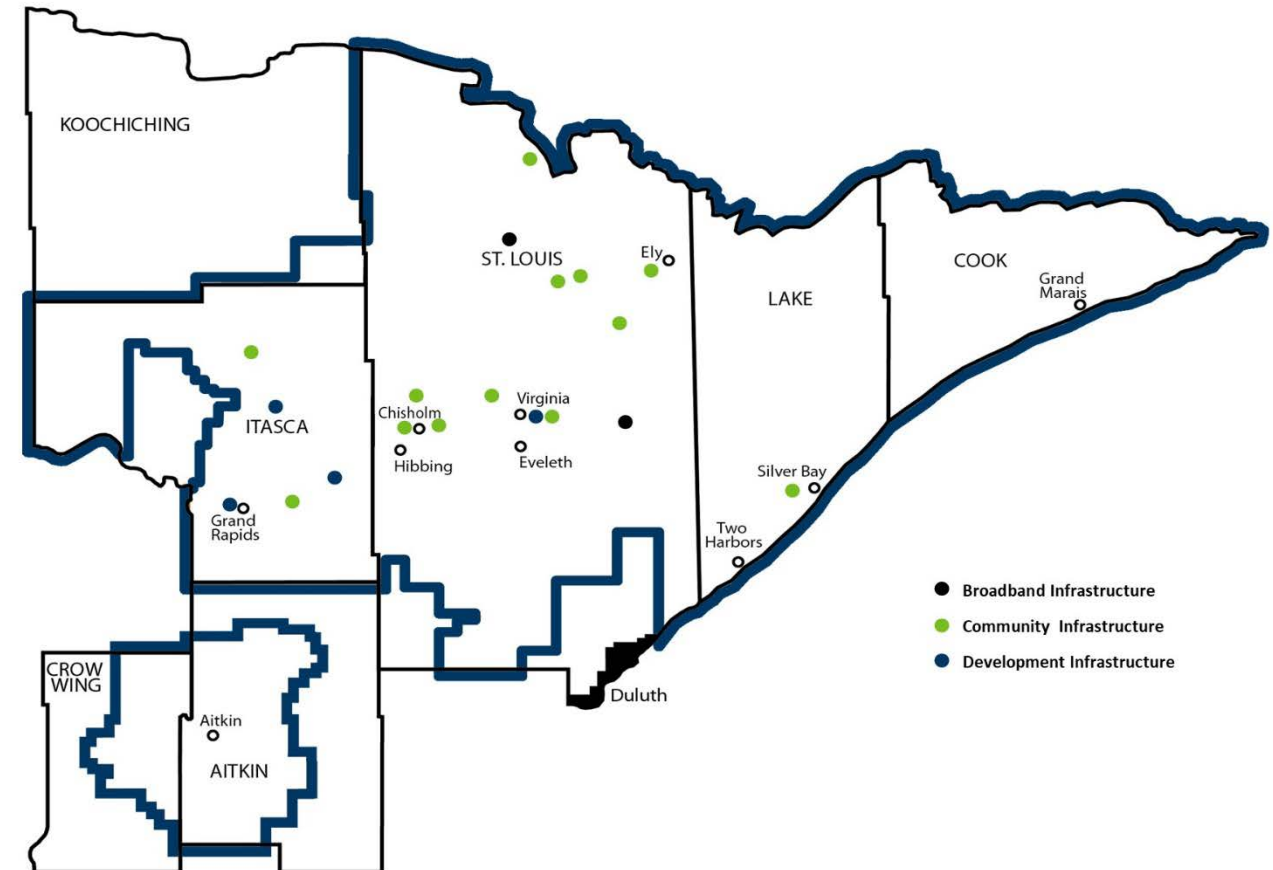 KOOCHICHING
ST. LOUIS
Ely
COOK
LAKE
Grand
Marais
Virginia
Chisholm
ITASCA
Hibbing
Eveleth
Silver Bay
Grand
Rapids
Two
Harbors
Broadband Infrastructure
Community Infrastructure
Development Infrastructure
CROW
WING
Duluth
Aitkin
AITKIN